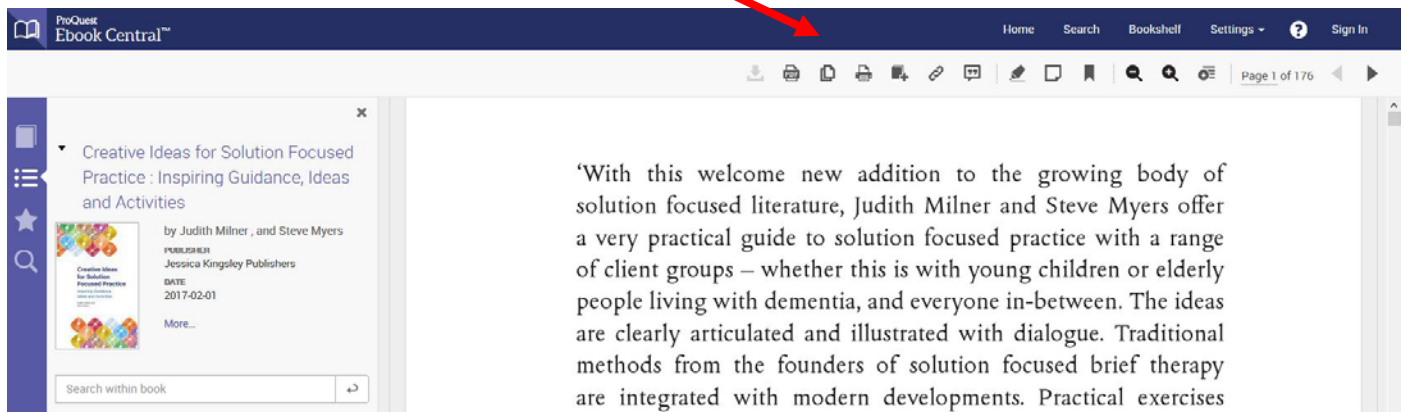 ProQuest
Ebook Central™
Home Search Bookshelf Settings ? Sign In
Page 1 of 176
Creative Ideas for Solution Focused
Practice : Inspiring Guidance, Ideas
and Activities
by Judith Milner , and Steve Myers
PUBLISHER
Jessica Kingsley Publishers
DATE
2017-02-01
More...
Creative Ideas
for Solution
Focused Practice
Search within book
‘With this welcome new addition to the growing body of
solution focused literature, Judith Milner and Steve Myers offer
a very practical guide to solution focused practice with a range
of client groups – whether this is with young children or elderly
people living with dementia, and everyone in-between. The ideas
are clearly articulated and illustrated with dialogue. Traditional
methods from the founders of solution focused brief therapy
are integrated with modern developments. Practical exercises